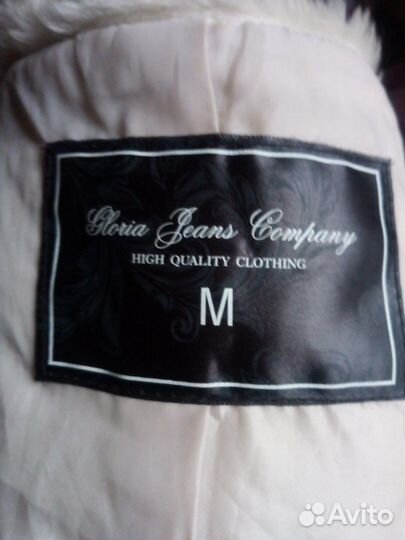 Gloria Jeans Company
HIGH QUALITY CLOTHING
M
Avito